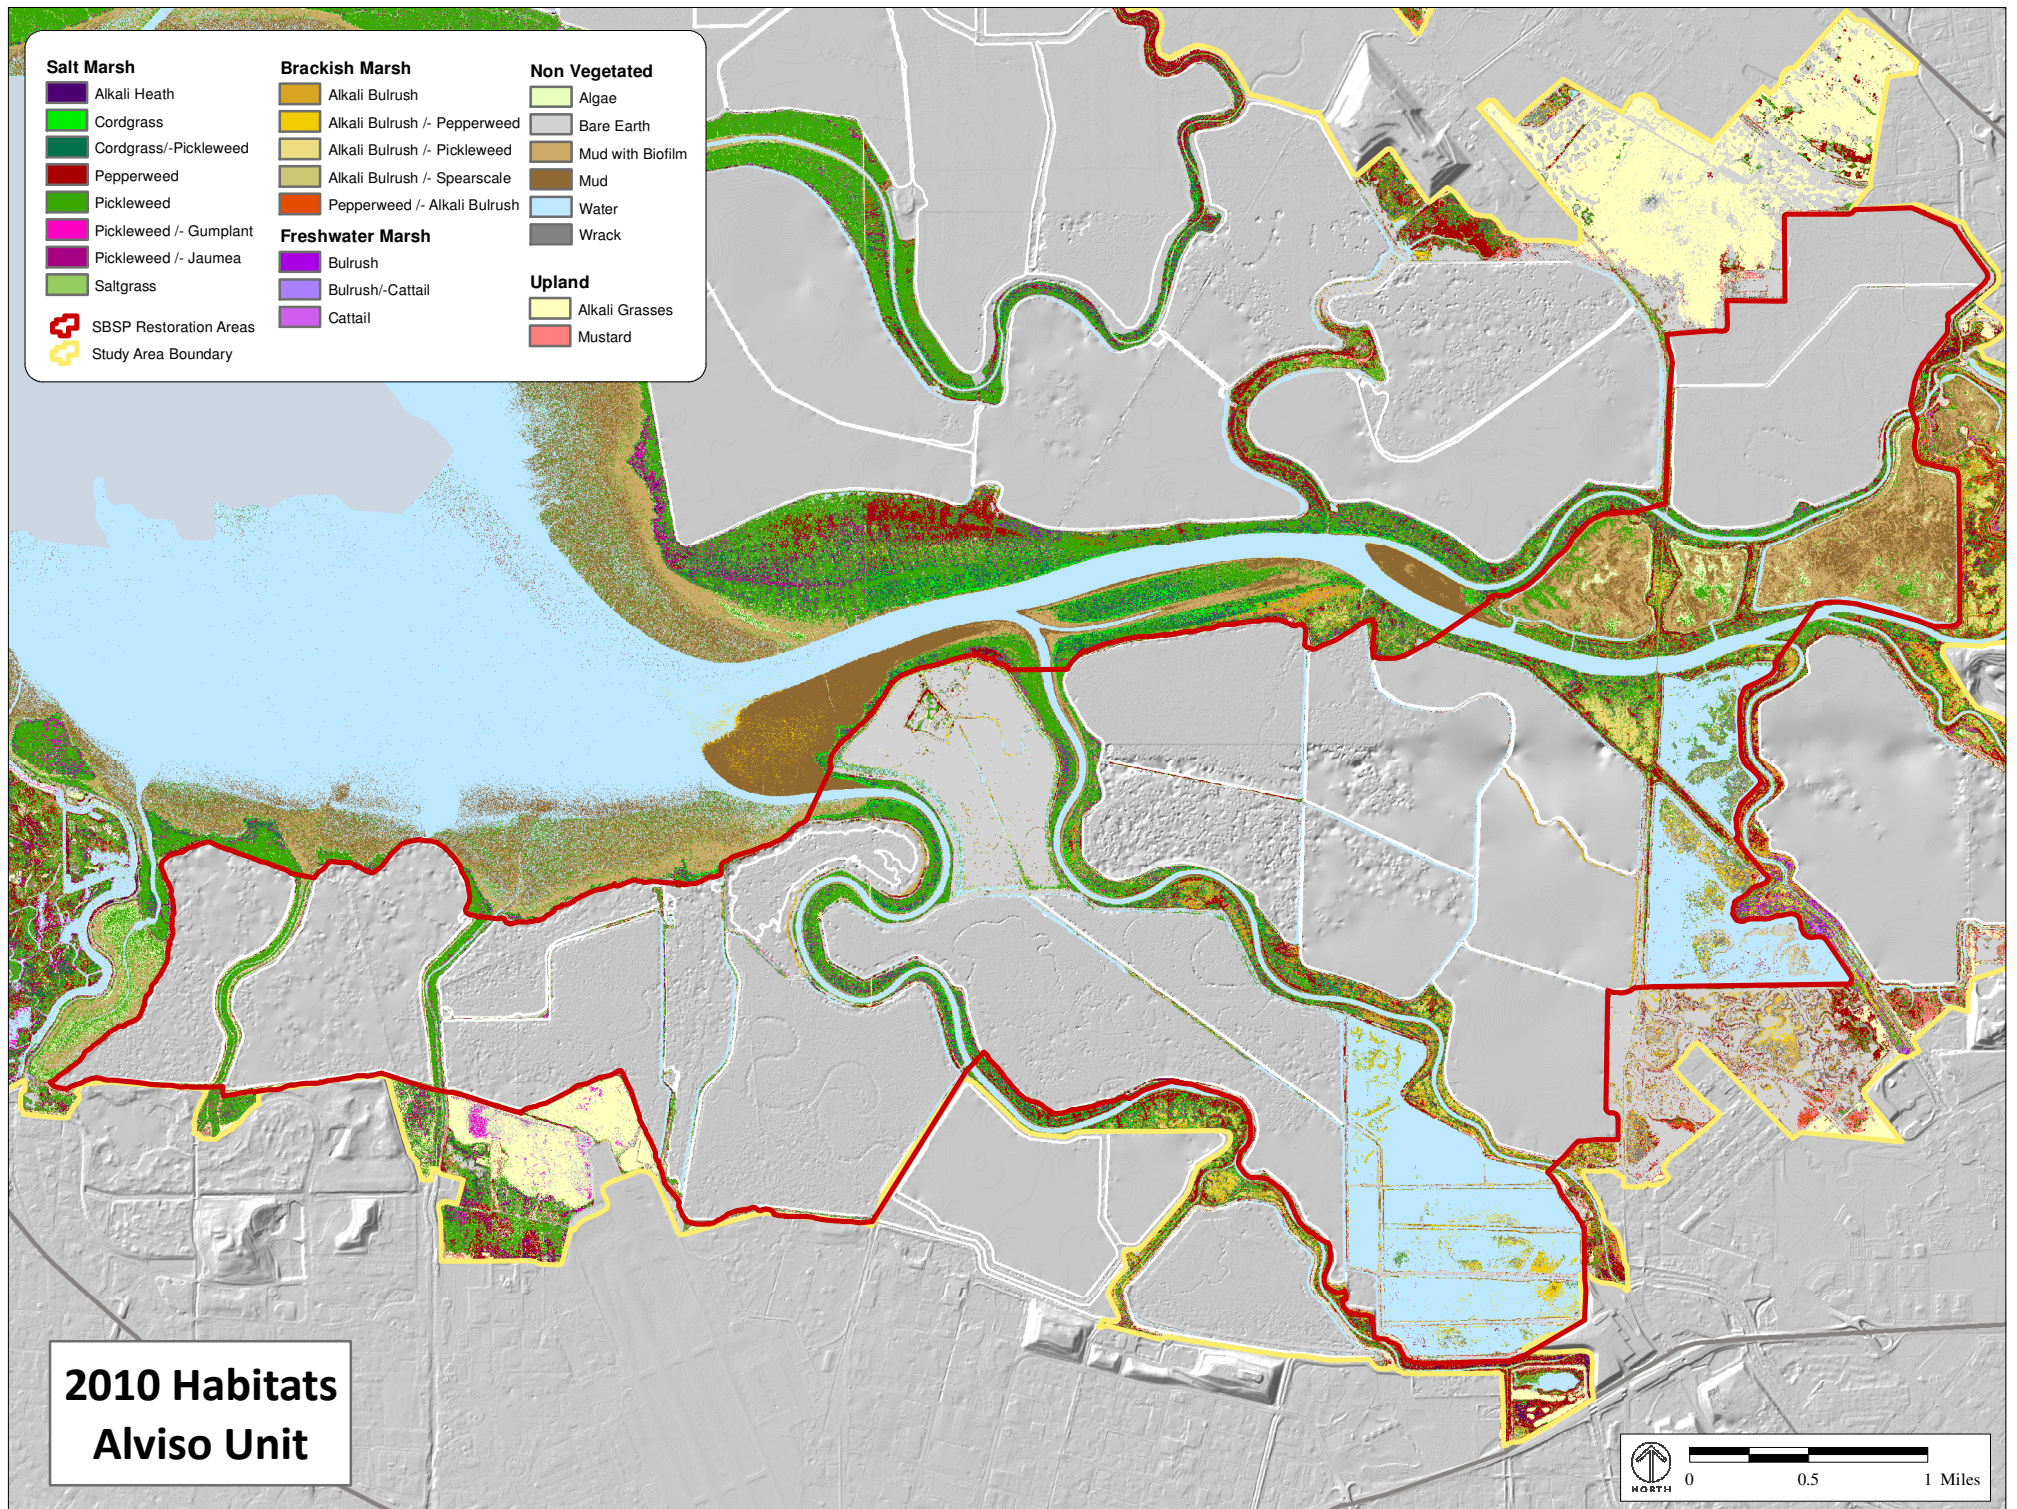 Salt Marsh
Alkali Heath
Cordgrass
Cordgrass/-Pickleweed
Pepperweed
Pickleweed
Pickleweed /- Gumplant
Pickleweed /- Jaumea
Saltgrass
SBSP Restoration Areas
Study Area Boundary
Brackish Marsh
Alkali Bulrush
Alkali Bulrush /- Pepperweed
Alkali Bulrush /- Pickleweed
Alkali Bulrush /- Spearscale
Pepperweed /- Alkali Bulrush
Freshwater Marsh
Bulrush
Bulrush/-Cattail
Cattail
Non Vegetated
Algae
Bare Earth
Mud with Biofilm
Mud
Water
Wrack
Upland
Alkali Grasses
Mustard
2010 Habitats
Alviso Unit
NORTH
0 0.5 1 Miles